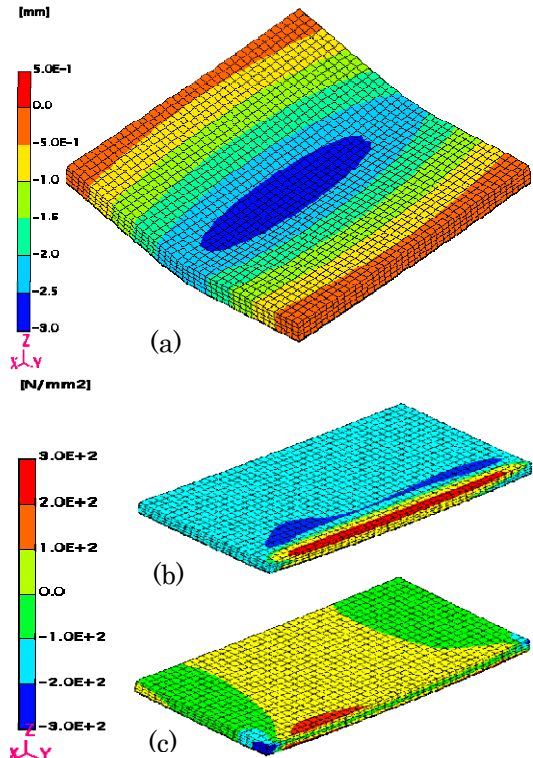 [mm]
5.0E-1
0.0
-5.0E-1
-1.0
-1.5
-2.0
-2.5
-3.0
Z
X Y
(a)
[N/mm2]
3.0E+2
2.0E+2
1.0E+2
0.0
-1.0E+2
-2.0E+2
-3.0E+2
Z
X Y
(b)
(c)